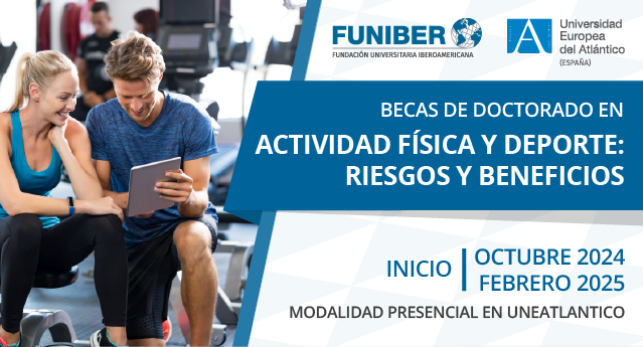 FUNIBER
FUNDACIÓN UNIVERSITARIA IBEROAMERICANA
A
Universidad
Europea
del Atlántico
(ESPAÑA)
BECAS DE DOCTORADO EN
ACTIVIDAD FÍSICA Y DEPORTE:
RIESGOS Y BENEFICIOS
INICIO
OCTUBRE 2024
FEBRERO 2025
MODALIDAD PRESENCIAL EN UNEATLANTICO